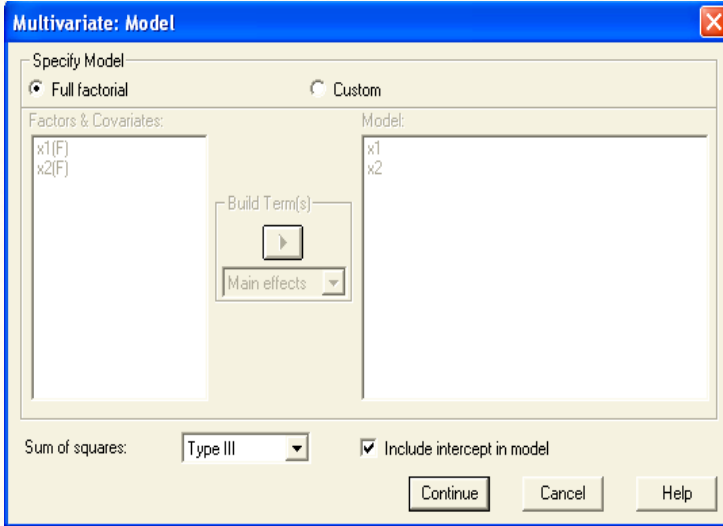 Multivariate: Model
Specify Model
Full factorial
Custom
Factors & Covariates:
x1(F)
x2(F)
Build Term(s)
Main effects
Model:
x1
x2
Sum of squares:
Type III
Include intercept in model
Continue
Cancel
Help